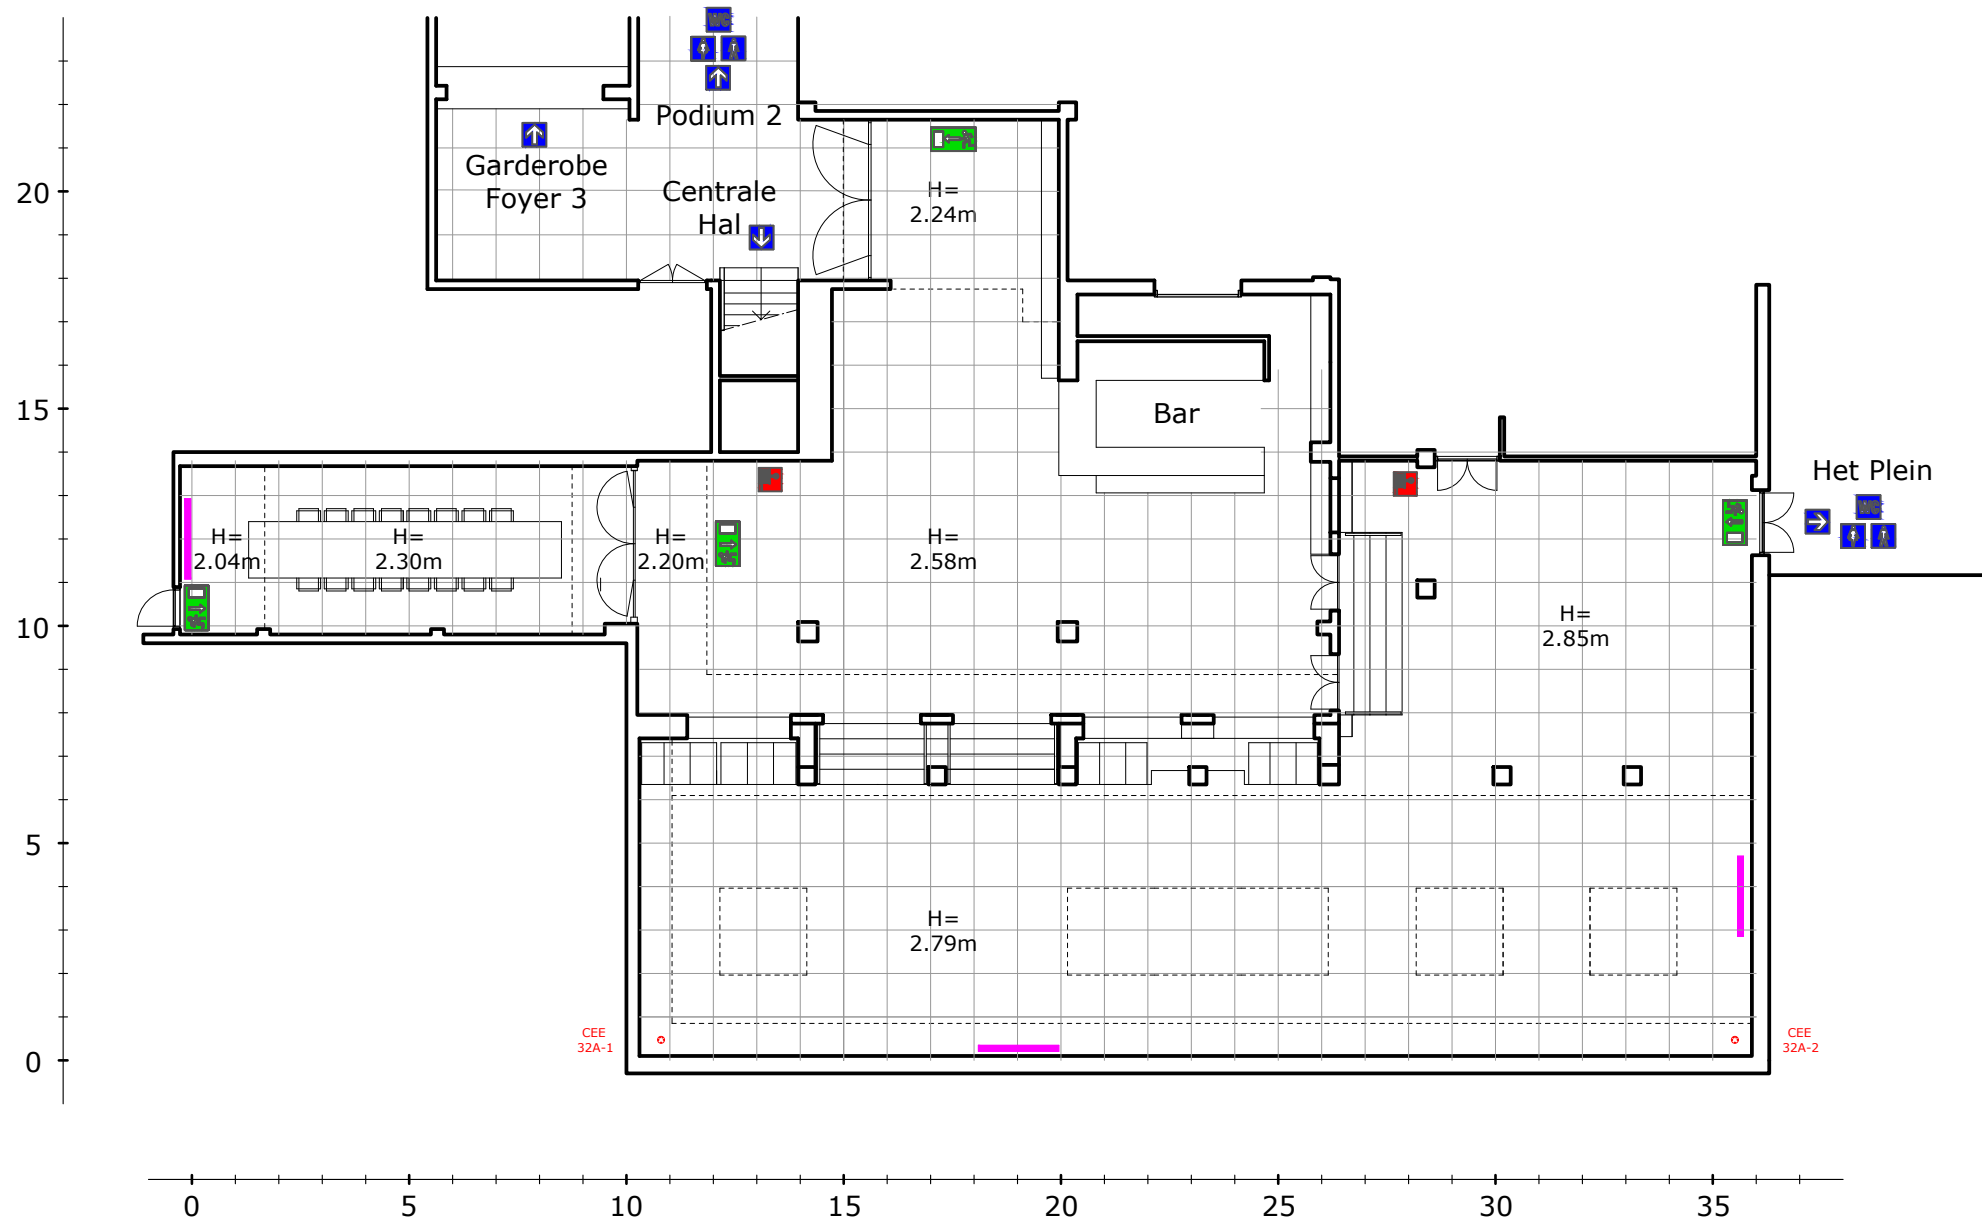 WC
Podium 2
Garderobe
Foyer 3
Centrale
Hal
H=
2.24m
20
15
Bar
Het Plein
WC
H=
2.04m
H=
2.30m
H=
2.20m
H=
2.58m
10
H=
2.85m
5
H=
2.79m
CEE
32A-1
CEE
32A-2
0
0
5
10
15
20
25
30
35